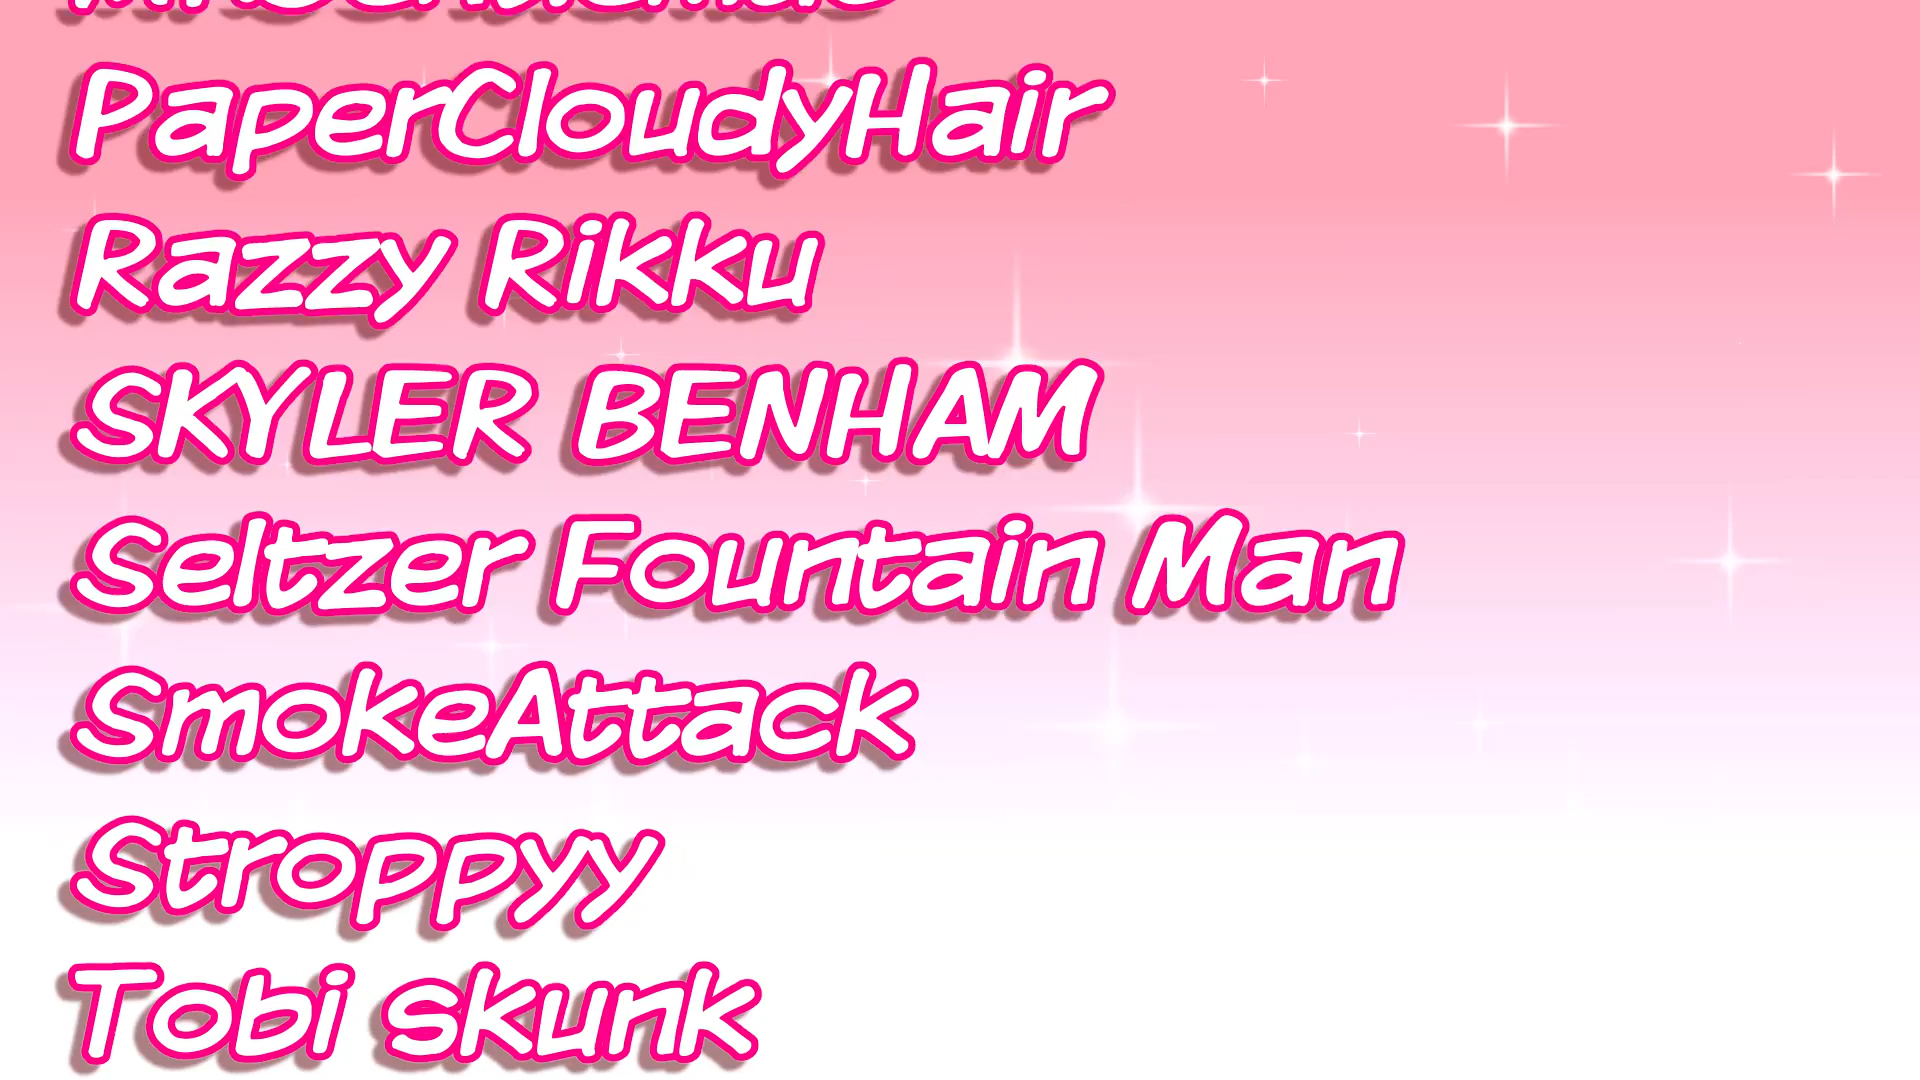 PaperCloudyHair
Razzy Rikku
SKYLER BENHAM
Seltzer Fountain Man
SmokeAttack
Stroppyy
Tobi skunk